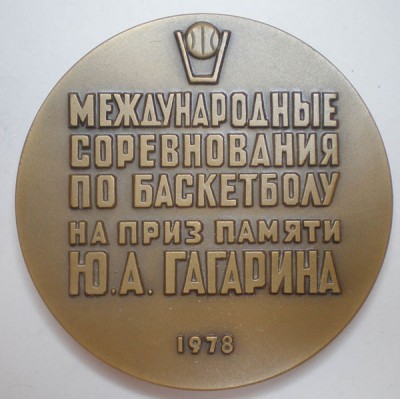 МЕЖДУНАРОДНЫЕ
СОРЕВНОВАНИЯ
ПО БАСКЕТБОЛУ
НА ПРИЗ ПАМЯТИ
Ю.А. ГАГАРИНА
1978